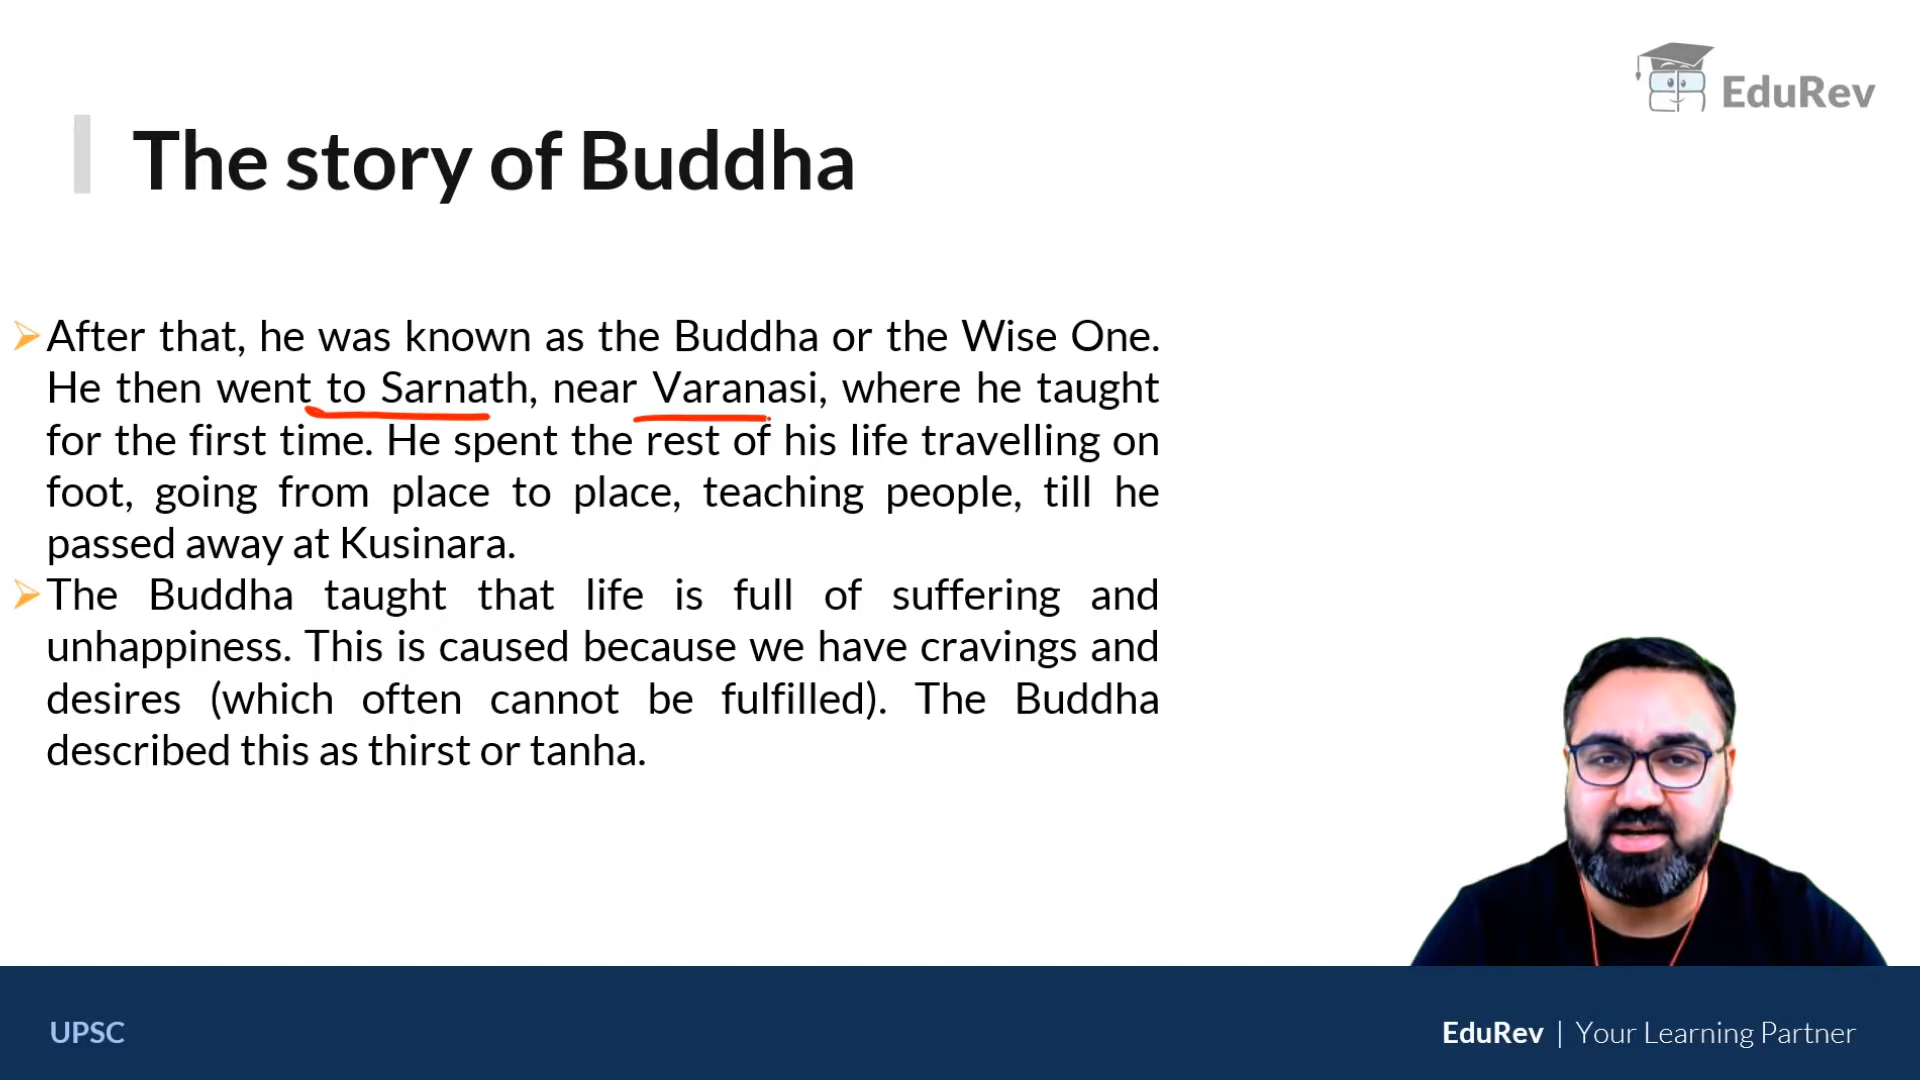 EduRev
The story of Buddha
After that, he was known as the Buddha or the Wise One.
He then went to Sarnath, near Varanasi, where he taught
for the first time. He spent the rest of his life travelling on
foot, going from place to place, teaching people, till he
passed away at Kusinara.
The Buddha taught that life is full of suffering and
unhappiness. This is caused because we have cravings and
desires (which often cannot be fulfilled). The Buddha
described this as thirst or tanha.
UPSC
EduRev | Your Learning Partner